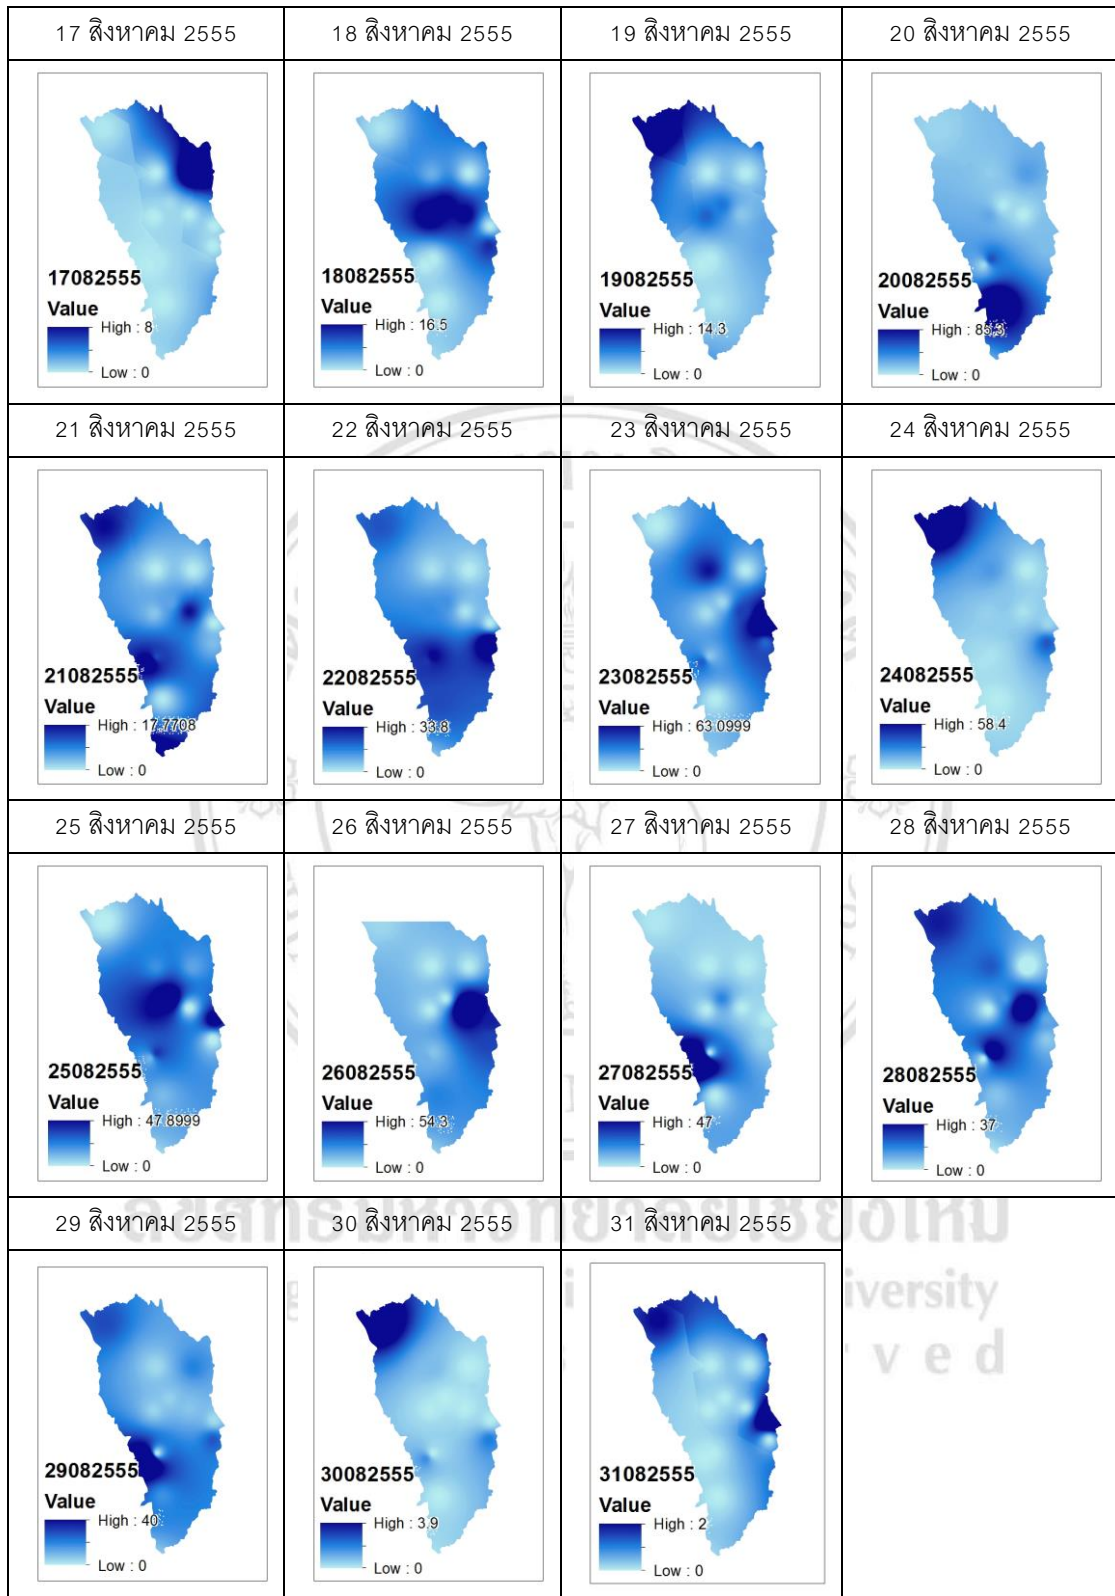 17 สิงหาคม 2555
18 สิงหาคม 2555
19 สิงหาคม 2555
20 สิงหาคม 2555
17082555
Value
High : 8
Low : 0
18082555
Value
High : 16.5
Low : 0
19082555
Value
High : 14.3
Low : 0
20082555
Value
High : 85.3
Low : 0
21 สิงหาคม 2555
22 สิงหาคม 2555
23 สิงหาคม 2555
24 สิงหาคม 2555
21082555
Value
High : 17.7708
Low : 0
22082555
Value
High : 33.8
Low : 0
23082555
Value
High : 63.0999
Low : 0
24082555
Value
High : 58.4
Low : 0
25 สิงหาคม 2555
26 สิงหาคม 2555
27 สิงหาคม 2555
28 สิงหาคม 2555
25082555
Value
High : 47.8999
Low : 0
26082555
Value
High : 54.3
Low : 0
27082555
Value
High : 47
Low : 0
28082555
Value
High : 37
Low : 0
29 สิงหาคม 2555
30 สิงหาคม 2555
31 สิงหาคม 2555
29082555
Value
High : 40
Low : 0
30082555
Value
High : 3.9
Low : 0
31082555
Value
High : 2
Low : 0